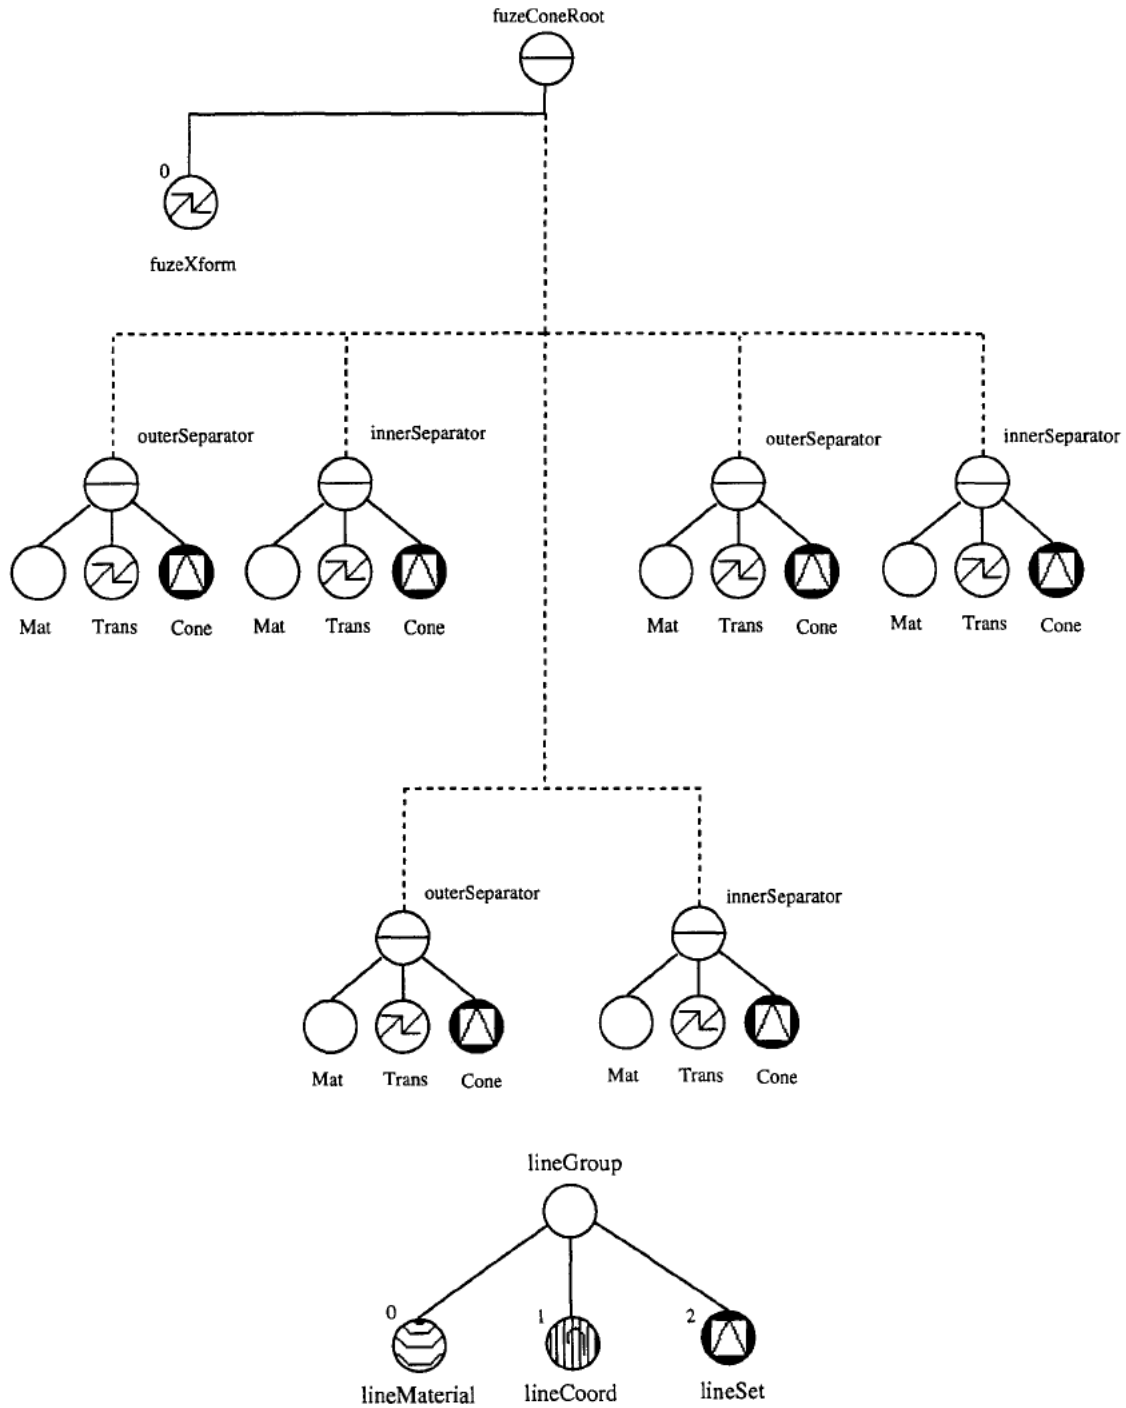 fuzeConeRoot
0
fuzeXform
outerSeparator
innerSeparator
outerSeparator
innerSeparator
Mat Trans Cone Mat Trans Cone Mat Trans Cone Mat Trans Cone
outerSeparator
innerSeparator
Mat Trans Cone Mat Trans Cone
lineGroup
0 1 2
lineMaterial lineCoord lineSet